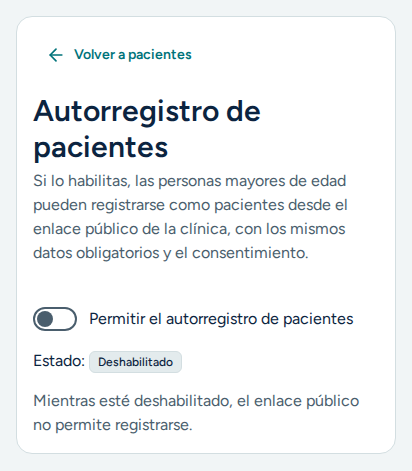 Volver a pacientes
Autorregistro de
pacientes
Si lo habilitas, las personas mayores de edad
pueden registrarse como pacientes desde el
enlace público de la clínica, con los mismos
datos obligatorios y el consentimiento.
Permitir el autorregistro de pacientes
Estado: Deshabilitado
Mientras esté deshabilitado, el enlace público
no permite registrarse.